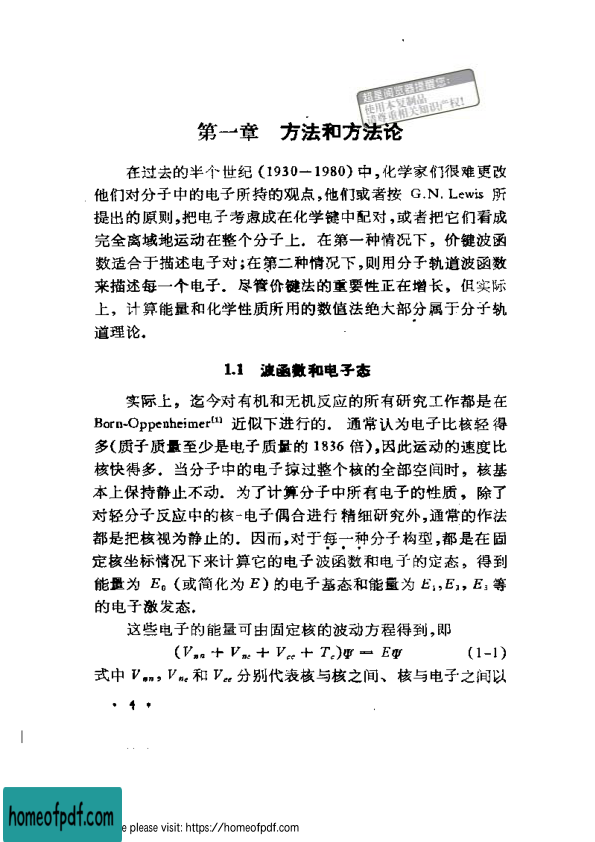 超星阅览器提醒您:
使用本复制品
请尊重相关知识产权!
第一章 方法和方法论
在过去的半个世纪(1930—1980)中,化学家们很难更改
他们对分子中的电子所持的观点,他们或者按 G.N. Lewis 所
提出的原则,把电子考虑成在化学键中配对,或者把它们看成
完全离域地运动在整个分子上. 在第一种情况下,价键波函
数适合于描述电子对;在第二种情况下,则用分子轨道波函数
来描述每一个电子. 尽管价键法的重要性正在增长,但实际
上,计算能量和化学性质所用的数值法绝大部分属于分子轨
道理论.
1.1 波函数和电子态
实际上,迄今对有机和无机反应的所有研究工作都是在
Born-Oppenheimer[1] 近似下进行的. 通常认为电子比核轻得
多(质子质量至少是电子质量的 1836 倍),因此运动的速度比
核快得多. 当分子中的电子掠过整个核的全部空间时,核基
本上保持静止不动. 为了计算分子中所有电子的性质,除了
对轻分子反应中的核-电子偶合进行精细研究外,通常的作法
都是把核视为静止的. 因而,对于每一种分子构型,都是在固
定核坐标情况下来计算它的电子波函数和电子的定态,得到
能量为 E₀ (或简化为 E) 的电子基态和能量为 E₁, E₂, E₃ 等
的电子激发态.
这些电子的能量可由固定核的波动方程得到,即
(Vₙₙ + Vₙₑ + Vₑₑ + Tₑ)Ψ = EΨ (1-1)
式中 Vₙₙ, Vₙₑ 和 Vₑₑ 分别代表核与核之间、核与电子之间以
• 4 •
homeofpdf.com
e please visit: https://homeofpdf.com